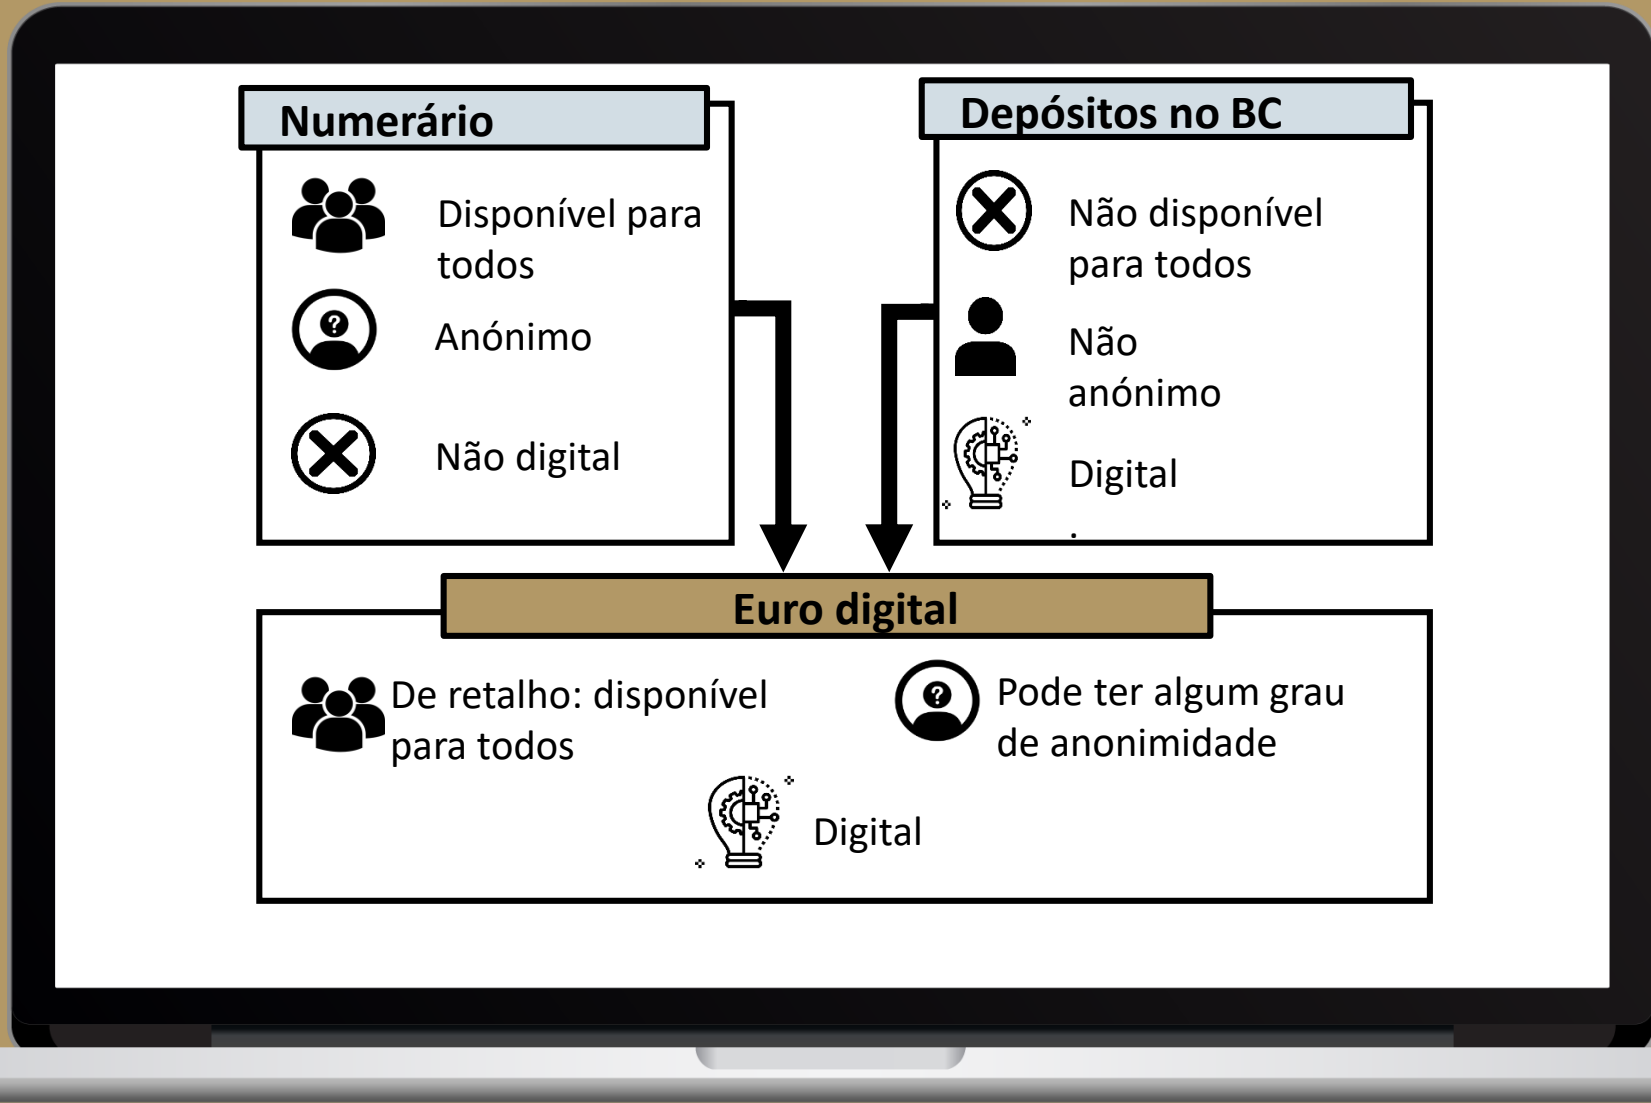 Numerário
Disponível para
todos
Anónimo
Não digital
Depósitos no BC
Não disponível
para todos
Não
anónimo
Digital
.
Euro digital
De retalho: disponível
para todos
Pode ter algum grau
de anonimidade
Digital